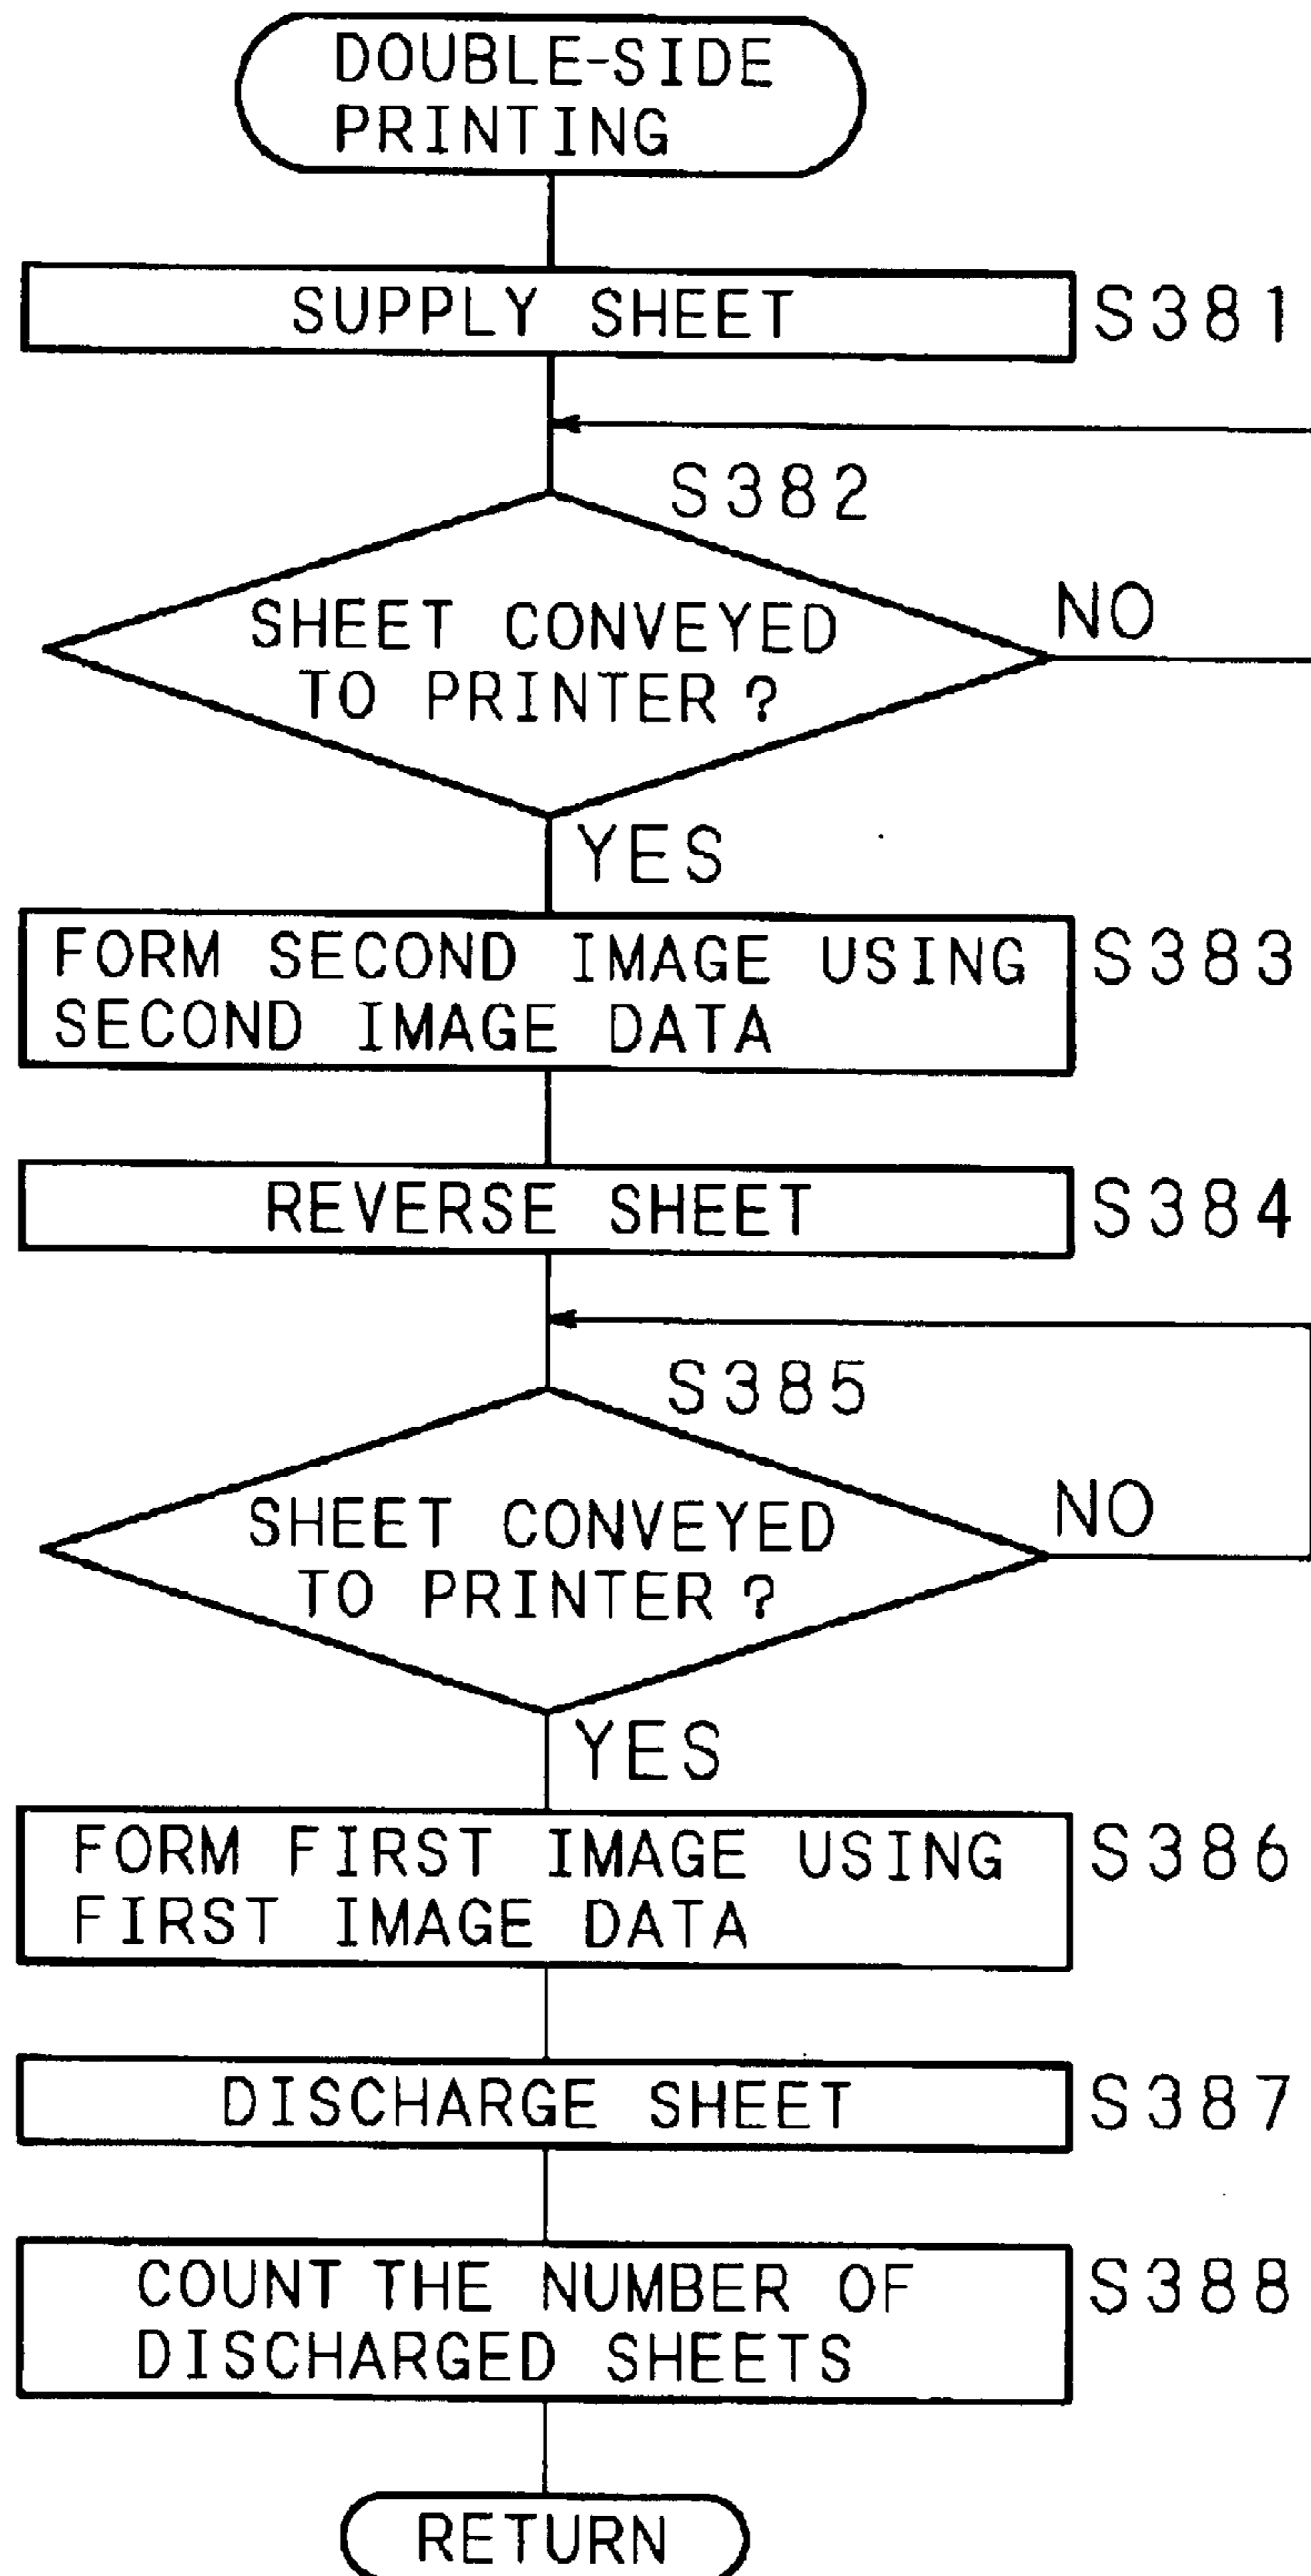 DOUBLE-SIDE
PRINTING
SUPPLY SHEET
S381
S382
SHEET CONVEYED
TO PRINTER?
NO
YES
FORM SECOND IMAGE USING
SECOND IMAGE DATA
S383
REVERSE SHEET
S384
S385
SHEET CONVEYED
TO PRINTER?
NO
YES
FORM FIRST IMAGE USING
FIRST IMAGE DATA
S386
DISCHARGE SHEET
S387
COUNT THE NUMBER OF
DISCHARGED SHEETS
S388
RETURN